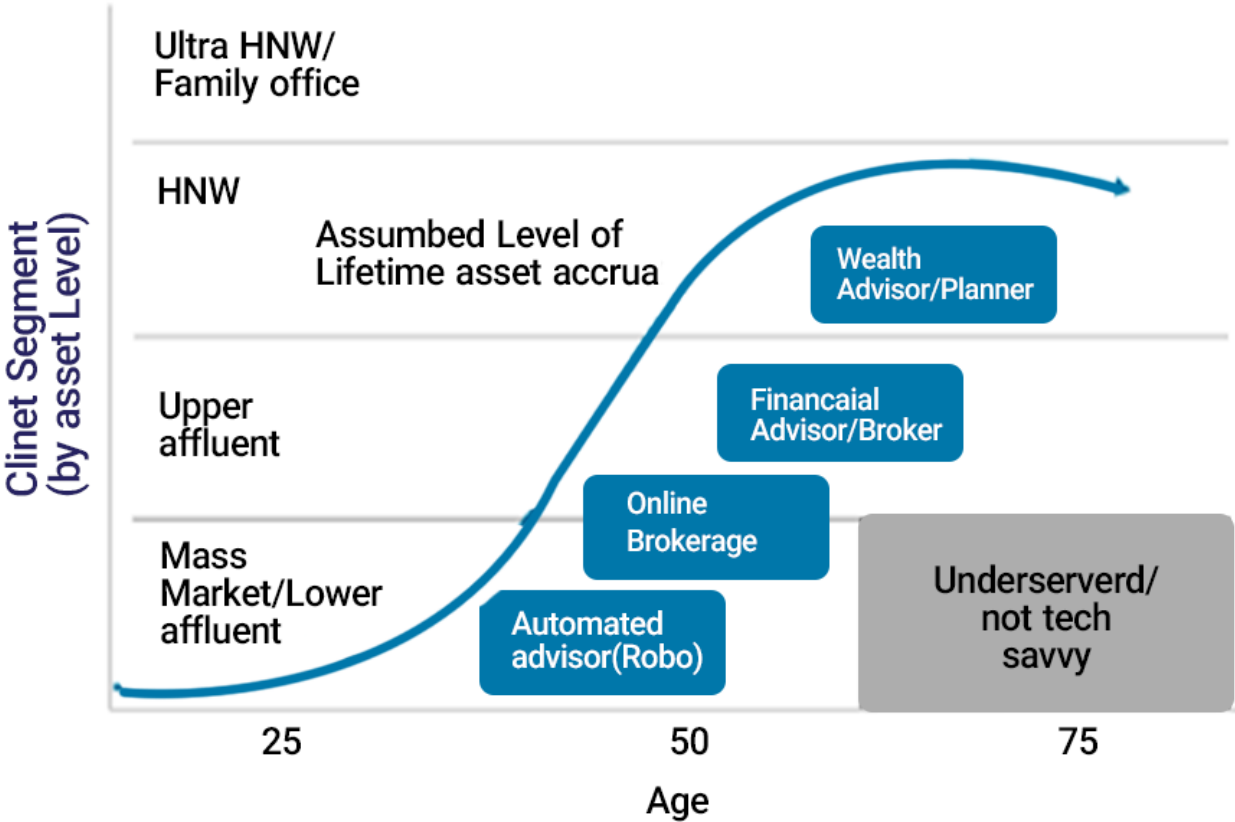 Ultra HNW/
Family office
HNW
Assumbed Level of
Lifetime asset accrua
Wealth
Advisor/Planner
Upper
affluent
Financaial
Advisor/Broker
Online
Brokerage
Mass
Market/Lower
affluent
Automated
advisor(Robo)
Underserverd/
not tech
savvy
Clinet Segment
(by asset Level)
25
50
75
Age